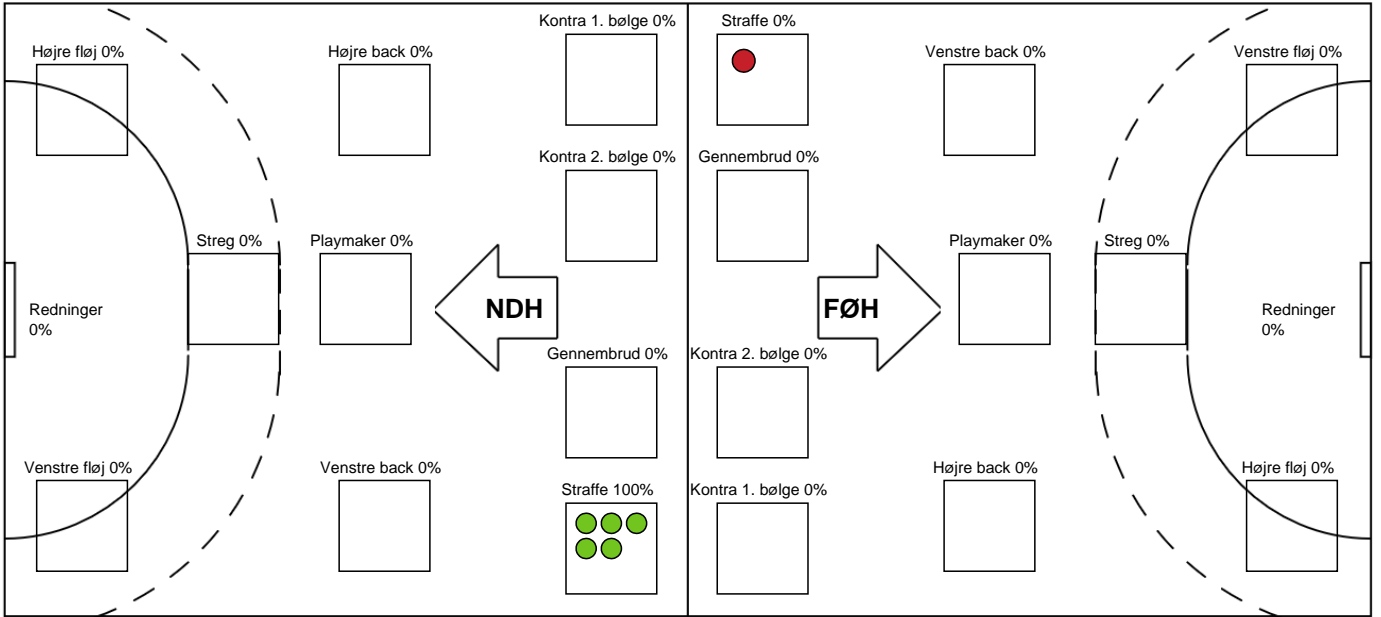 Kontra 1. bølge 0%
Straffe 0%
Højre fløj 0%
Højre back 0%
Venstre back 0%
Venstre fløj 0%
Kontra 2. bølge 0%
Gennembrud 0%
Streg 0%
Playmaker 0%
Playmaker 0%
Streg 0%
Redninger
0%
NDH
FØH
Redninger
0%
Gennembrud 0%
Kontra 2. bølge 0%
Venstre fløj 0%
Venstre back 0%
Højre back 0%
Højre fløj 0%
Straffe 100%
Kontra 1. bølge 0%